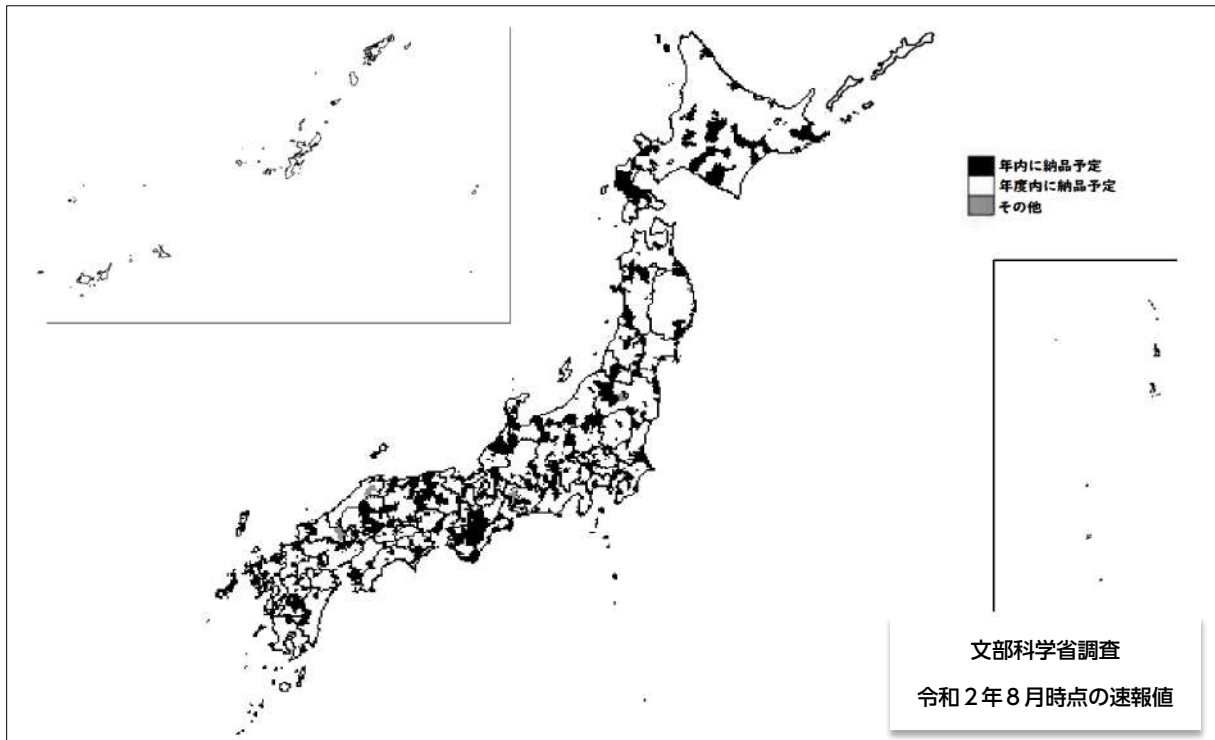 年内に納品予定
年度内に納品予定
その他
文部科学省調査
令和２年８月時点の速報値